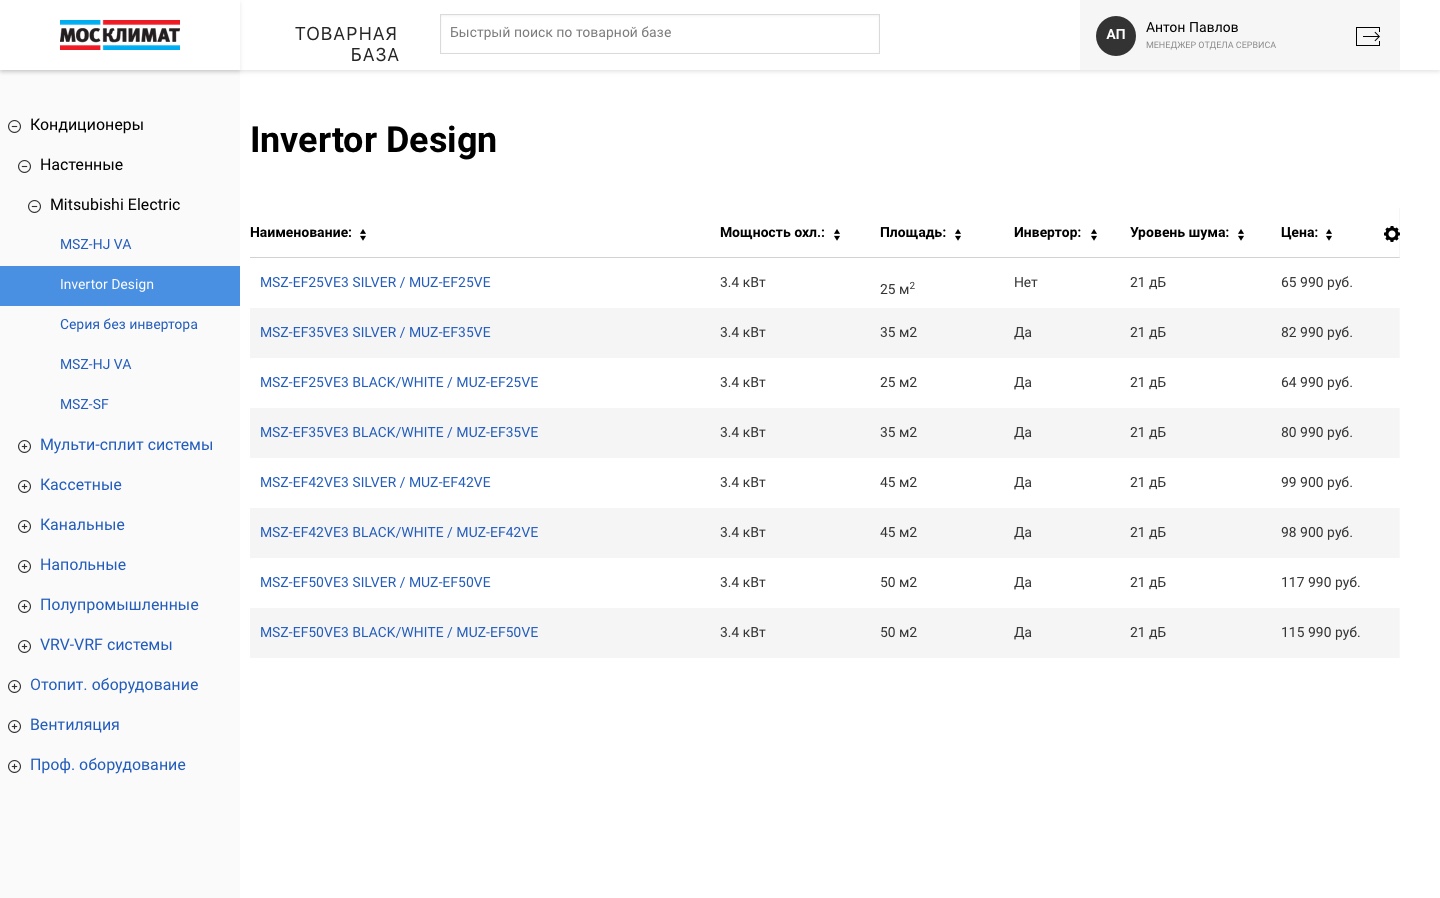 МОСКЛИМАТ
ТОВАРНАЯ
БАЗА
Быстрый поиск по товарной базе
АП
Антон Павлов
МЕНЕДЖЕР ОТДЕЛА СЕРВИСА
Кондиционеры
Настенные
Mitsubishi Electric
MSZ-HJ VA
Invertor Design
Серия без инвертора
MSZ-HJ VA
MSZ-SF
Мульти-сплит системы
Кассетные
Канальные
Напольные
Полупромышленные
VRV-VRF системы
Отопит. оборудование
Вентиляция
Проф. оборудование
Invertor Design
Наименование: Мощность охл.: Площадь: Инвертор: Уровень шума: Цена:
MSZ-EF25VE3 SILVER / MUZ-EF25VE 3.4 кВт 25 м² Нет 21 дБ 65 990 руб.
MSZ-EF35VE3 SILVER / MUZ-EF35VE 3.4 кВт 35 м2 Да 21 дБ 82 990 руб.
MSZ-EF25VE3 BLACK/WHITE / MUZ-EF25VE 3.4 кВт 25 м2 Да 21 дБ 64 990 руб.
MSZ-EF35VE3 BLACK/WHITE / MUZ-EF35VE 3.4 кВт 35 м2 Да 21 дБ 80 990 руб.
MSZ-EF42VE3 SILVER / MUZ-EF42VE 3.4 кВт 45 м2 Да 21 дБ 99 900 руб.
MSZ-EF42VE3 BLACK/WHITE / MUZ-EF42VE 3.4 кВт 45 м2 Да 21 дБ 98 900 руб.
MSZ-EF50VE3 SILVER / MUZ-EF50VE 3.4 кВт 50 м2 Да 21 дБ 117 990 руб.
MSZ-EF50VE3 BLACK/WHITE / MUZ-EF50VE 3.4 кВт 50 м2 Да 21 дБ 115 990 руб.